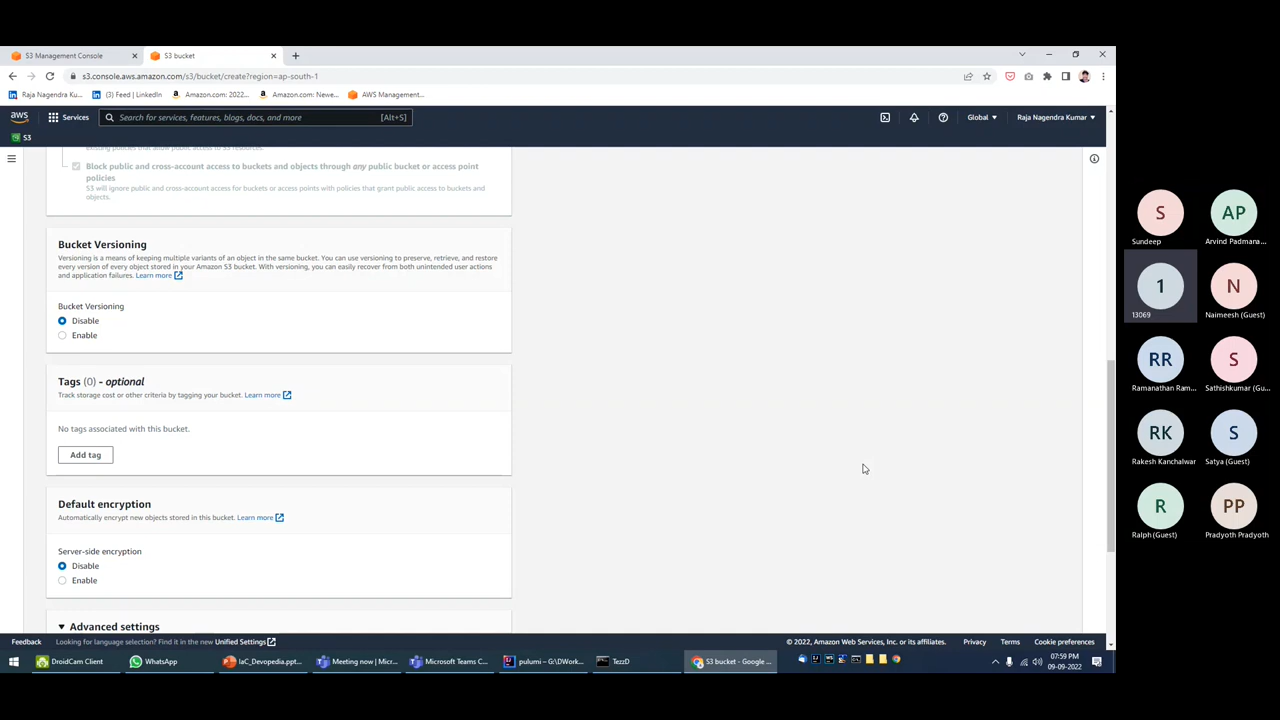 S3 Management Console
S3 bucket
s3.console.aws.amazon.com/s3/bucket/create?region=ap-south-1
Raja Nagendra Ku...
(3) Feed | LinkedIn
Amazon.com: 2022...
Amazon.com: Newe...
AWS Management...
aws
Services
Search for services, features, blogs, docs, and more
[Alt+S]
Global
Raja Nagendra Kumar
S3
existing policies that allow public access to S3 resources.
Block public and cross-account access to buckets and objects through any public bucket or access point
policies
S3 will ignore public and cross-account access for buckets or access points with policies that grant public access to buckets and
objects.
Bucket Versioning
Versioning is a means of keeping multiple variants of an object in the same bucket. You can use versioning to preserve, retrieve, and restore
every version of every object stored in your Amazon S3 bucket. With versioning, you can easily recover from both unintended user actions
and application failures. Learn more
Bucket Versioning
Disable
Enable
Tags (0) - optional
Track storage cost or other criteria by tagging your bucket. Learn more
No tags associated with this bucket.
Add tag
Default encryption
Automatically encrypt new objects stored in this bucket. Learn more
Server-side encryption
Disable
Enable
Advanced settings
Feedback
Looking for language selection? Find it in the new Unified Settings
© 2022, Amazon Web Services, Inc. or its affiliates.
Privacy
Terms
Cookie preferences
DroidCam Client
WhatsApp
IaC_Devopedia.ppt...
Meeting now | Micr...
Microsoft Teams C...
pulumi – G:\DWork...
TezzD
S3 bucket - Google ...
07:59 PM
09-09-2022
S
Sundeep
AP
Arvind Padmana...
1
13069
N
Naimeesh (Guest)
RR
Ramanathan Ram...
S
Sathishkumar (Gu...
RK
Rakesh Kanchalwar
S
Satya (Guest)
R
Ralph (Guest)
PP
Pradyoth Pradyoth